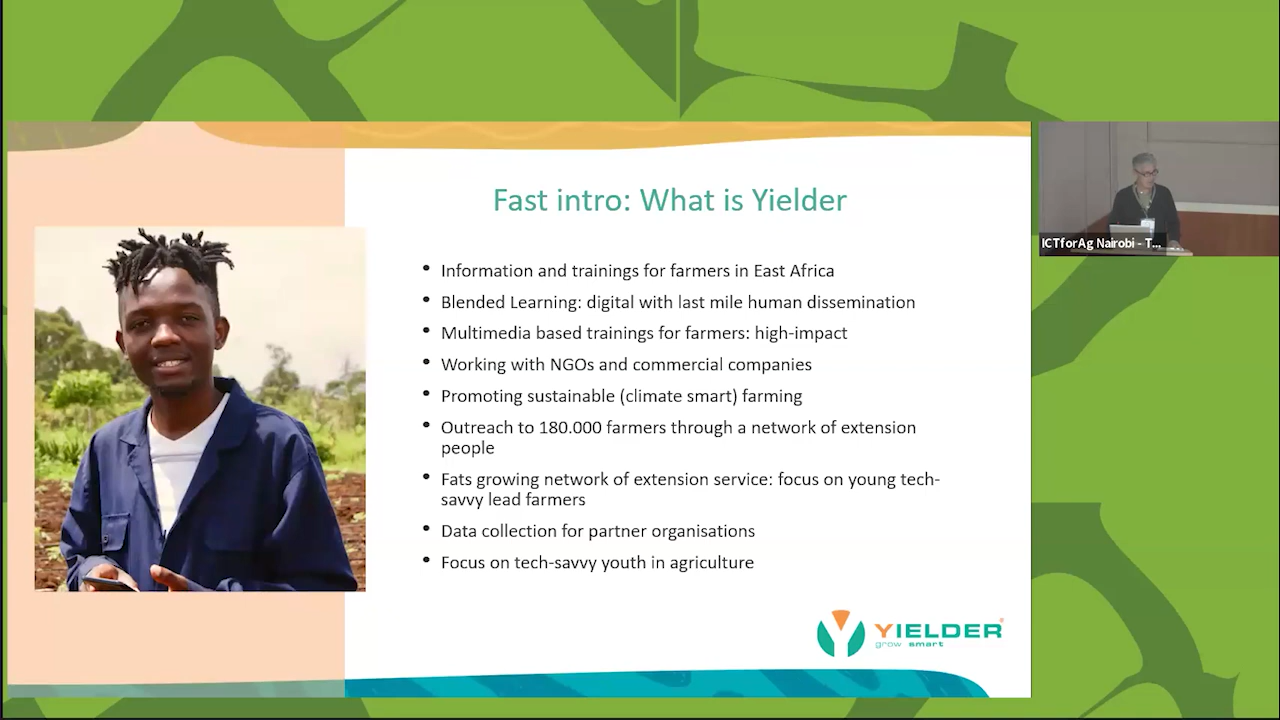 Fast intro: What is Yielder
• Information and trainings for farmers in East Africa
• Blended Learning: digital with last mile human dissemination
• Multimedia based trainings for farmers: high-impact
• Working with NGOs and commercial companies
• Promoting sustainable (climate smart) farming
• Outreach to 180.000 farmers through a network of extension
people
• Fats growing network of extension service: focus on young tech-
savvy lead farmers
• Data collection for partner organisations
• Focus on tech-savvy youth in agriculture
YIELDER®
grow smart
ICTforAg Nairobi - T...